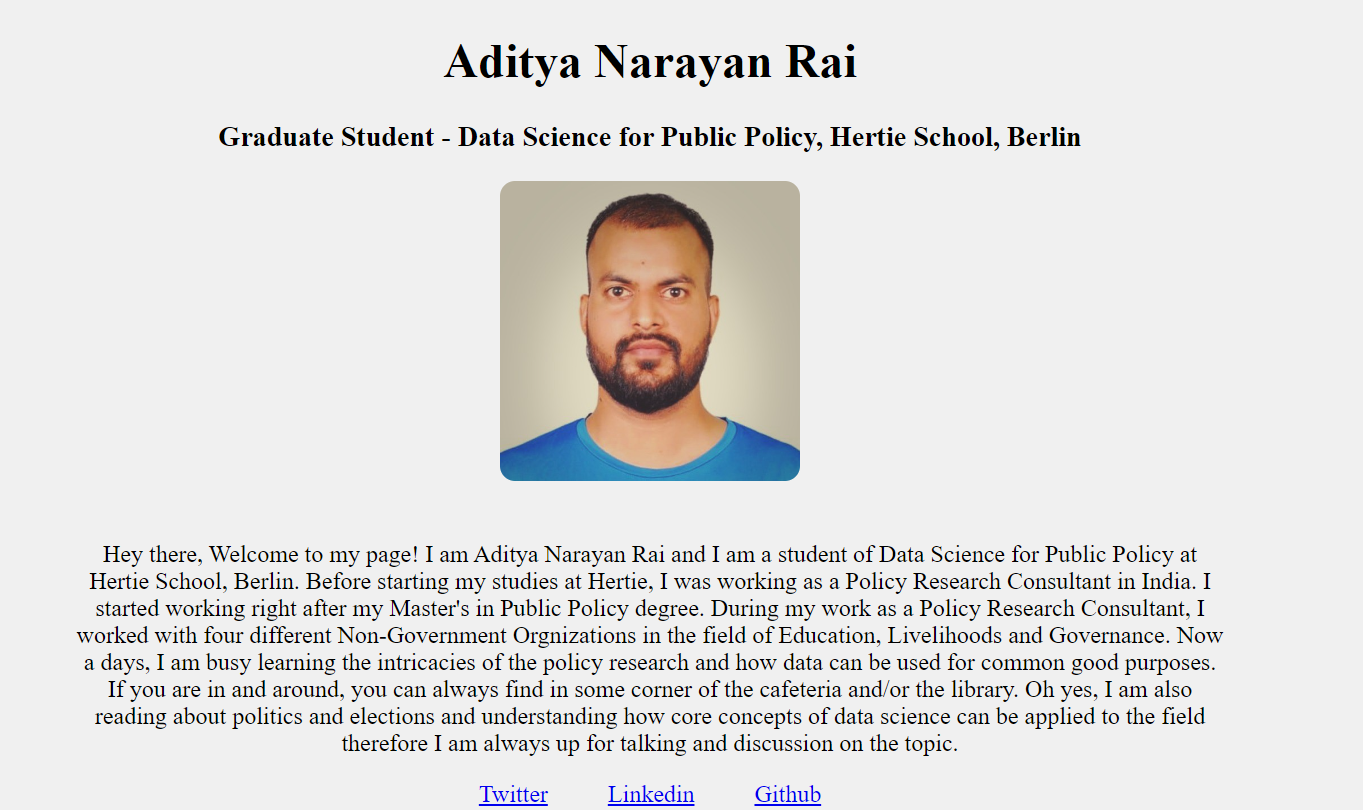 Aditya Narayan Rai
Graduate Student - Data Science for Public Policy, Hertie School, Berlin
Hey there, Welcome to my page! I am Aditya Narayan Rai and I am a student of Data Science for Public Policy at
Hertie School, Berlin. Before starting my studies at Hertie, I was working as a Policy Research Consultant in India. I
started working right after my Master's in Public Policy degree. During my work as a Policy Research Consultant, I
worked with four different Non-Government Orgnizations in the field of Education, Livelihoods and Governance. Now
a days, I am busy learning the intricacies of the policy research and how data can be used for common good purposes.
If you are in and around, you can always find in some corner of the cafeteria and/or the library. Oh yes, I am also
reading about politics and elections and understanding how core concepts of data science can be applied to the field
therefore I am always up for talking and discussion on the topic.
Twitter Linkedin Github